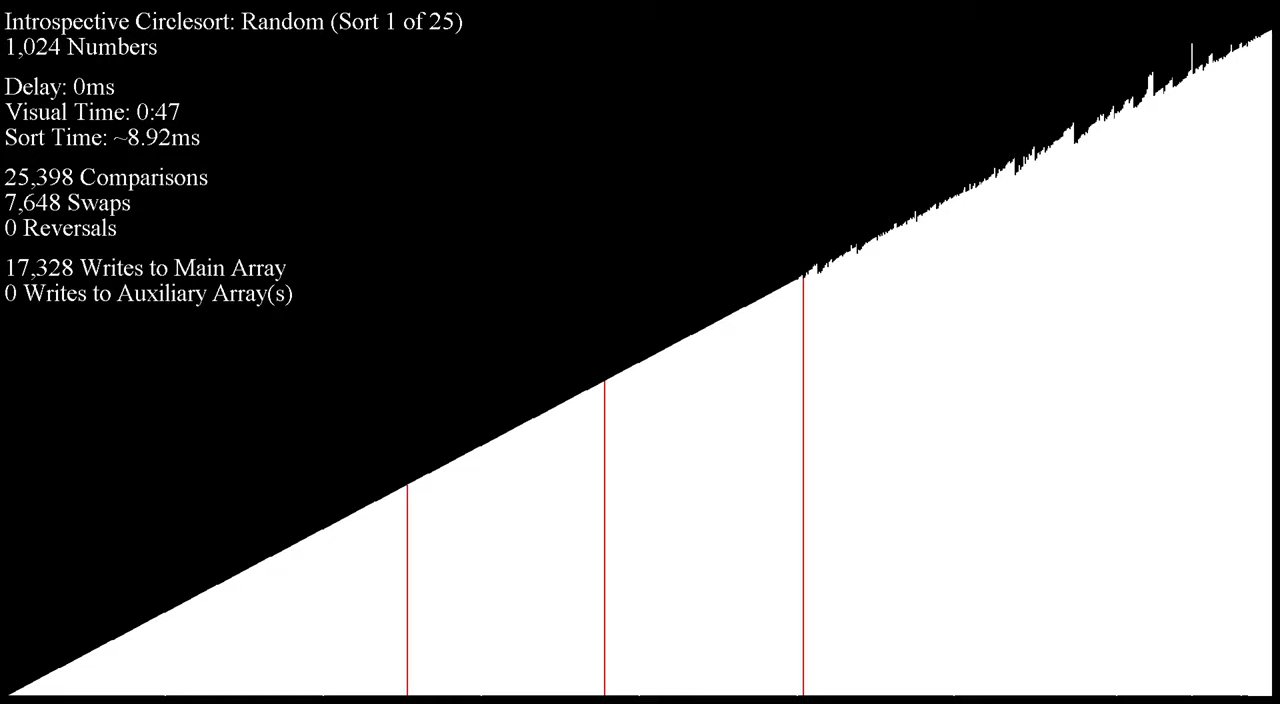 Introspective Circlesort: Random (Sort 1 of 25)
1,024 Numbers
Delay: 0ms
Visual Time: 0:47
Sort Time: ~8.92ms
25,398 Comparisons
7,648 Swaps
0 Reversals
17,328 Writes to Main Array
0 Writes to Auxiliary Array(s)